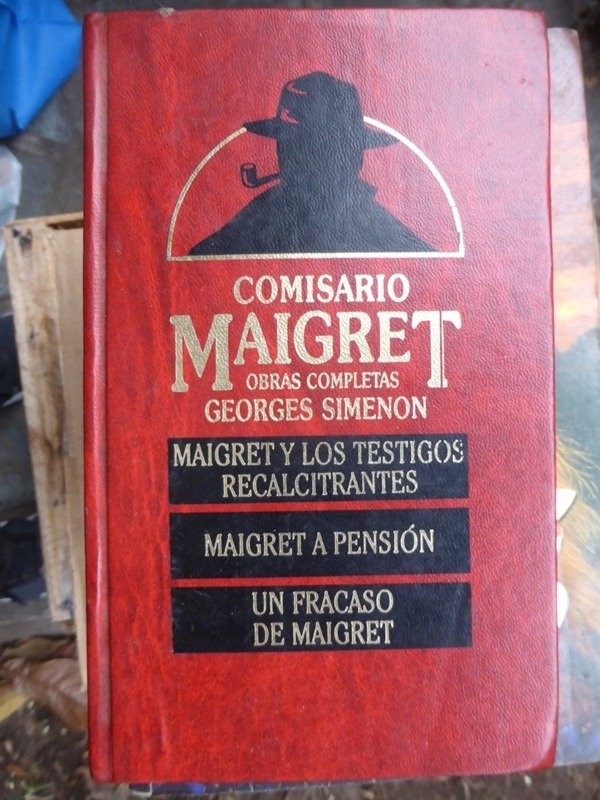 COMISARIO
MAIGRET
OBRAS COMPLETAS
GEORGES SIMENON
MAIGRET Y LOS TESTIGOS
RECALCITRANTES
MAIGRET A PENSIÓN
UN FRACASO
DE MAIGRET